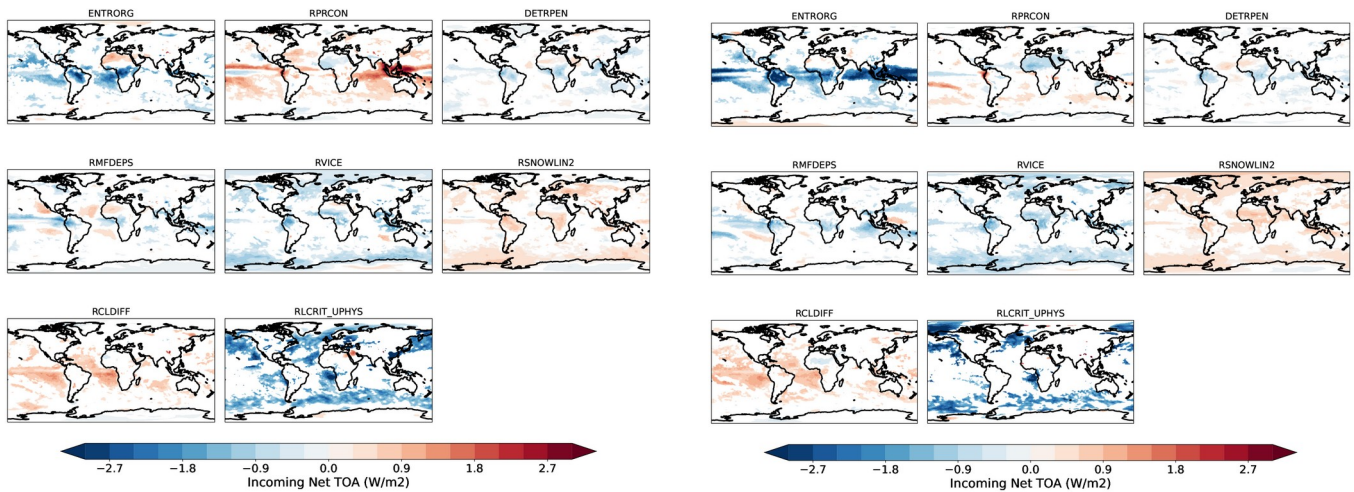 ENTRORG RPRCON DETRPEN ENTRORG RPRCON DETRPEN
RMFDEPS RVICE RSNOWLIN2 RMFDEPS RVICE RSNOWLIN2
RCLDIFF RLCRIT_UPHYS RCLDIFF RLCRIT_UPHYS
−2.7 −1.8 −0.9 0.0 0.9 1.8 2.7 −2.7 −1.8 −0.9 0.0 0.9 1.8 2.7
Incoming Net TOA (W/m2) Incoming Net TOA (W/m2)